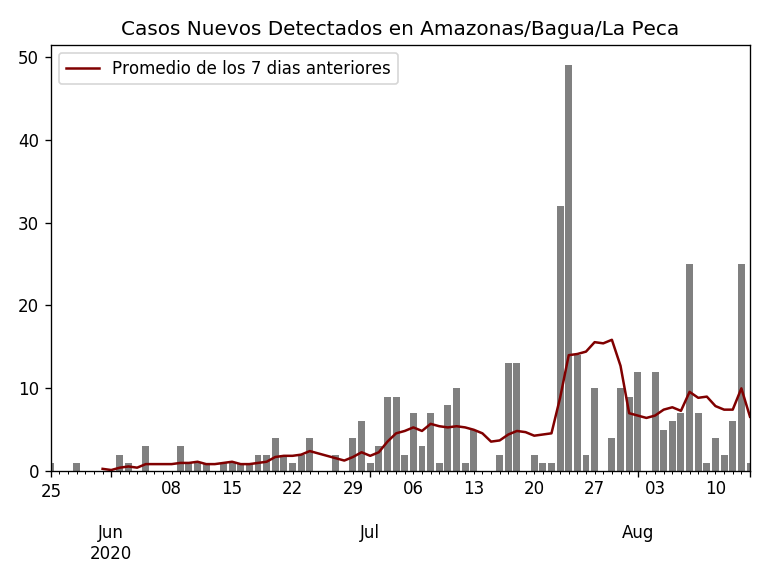 Casos Nuevos Detectados en Amazonas/Bagua/La Peca
Promedio de los 7 dias anteriores
50
40
30
20
10
0
25 08 15 22 29 06 13 20 27 03 10
Jun Jul Aug
2020